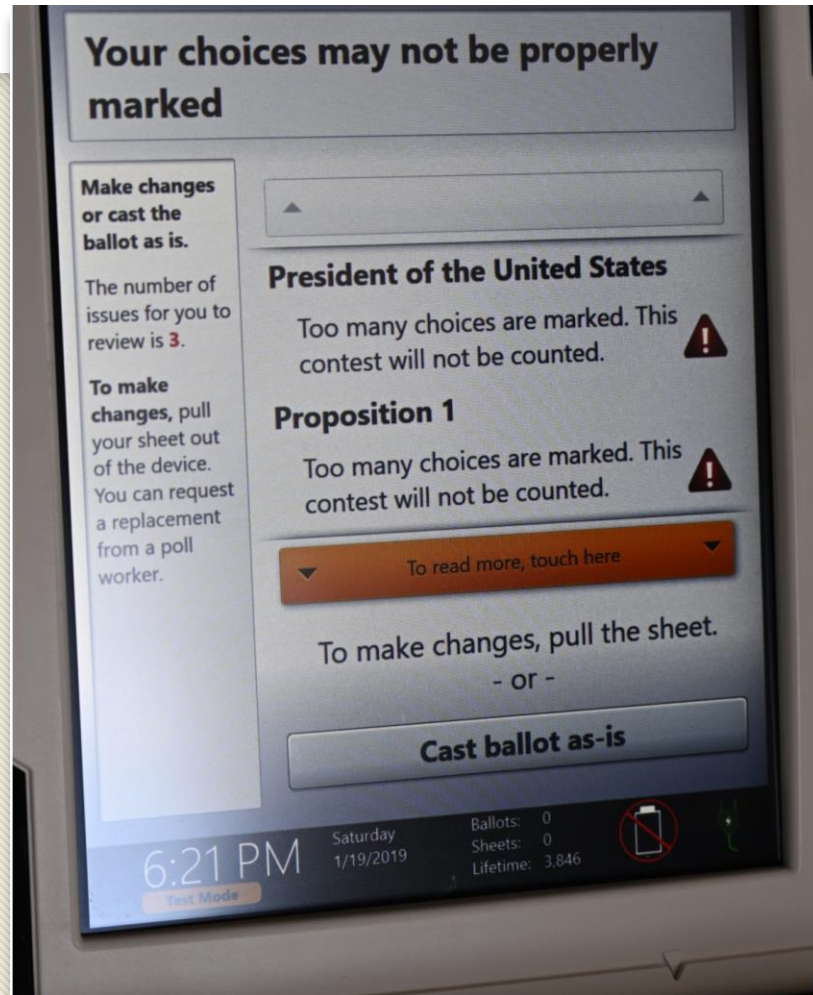 Your choices may not be properly
marked
Make changes
or cast the
ballot as is.
The number of
issues for you to
review is 3.
To make
changes, pull
your sheet out
of the device.
You can request
a replacement
from a poll
worker.
President of the United States
Too many choices are marked. This
contest will not be counted.
Proposition 1
Too many choices are marked. This
contest will not be counted.
To read more, touch here
To make changes, pull the sheet.
- or -
Cast ballot as-is
6:21 PM
Test Mode
Saturday
1/19/2019
Ballots: 0
Sheets: 0
Lifetime: 3,846